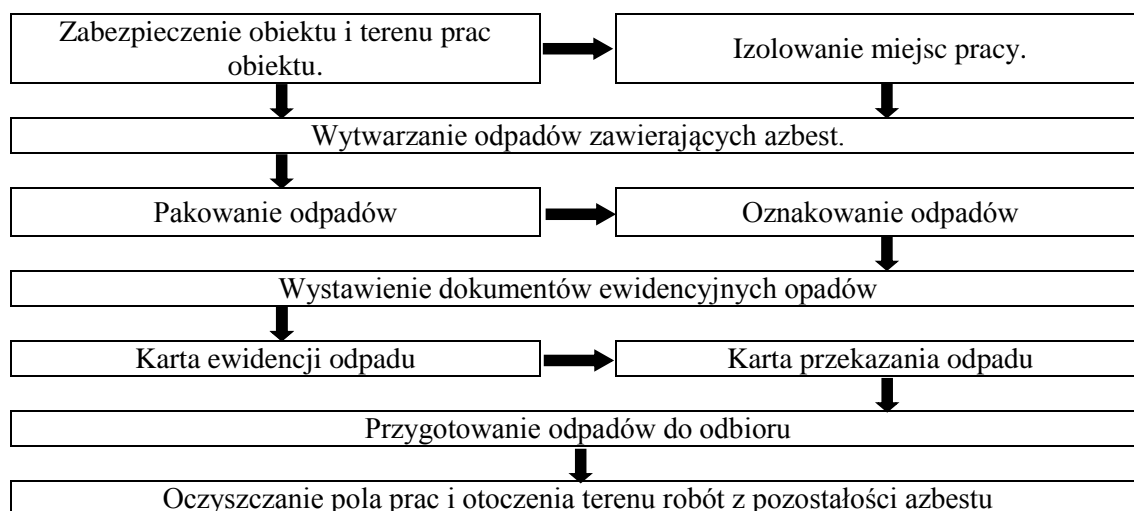 Zabezpieczenie obiektu i terenu prac
obiektu.
Izolowanie miejsc pracy.
Wytwarzanie odpadów zawierających azbest.
Pakowanie odpadów
Oznakowanie odpadów
Wystawienie dokumentów ewidencyjnych opadów
Karta ewidencji odpadu
Karta przekazania odpadu
Przygotowanie odpadów do odbioru
Oczyszczanie pola prac i otoczenia terenu robót z pozostałości azbestu